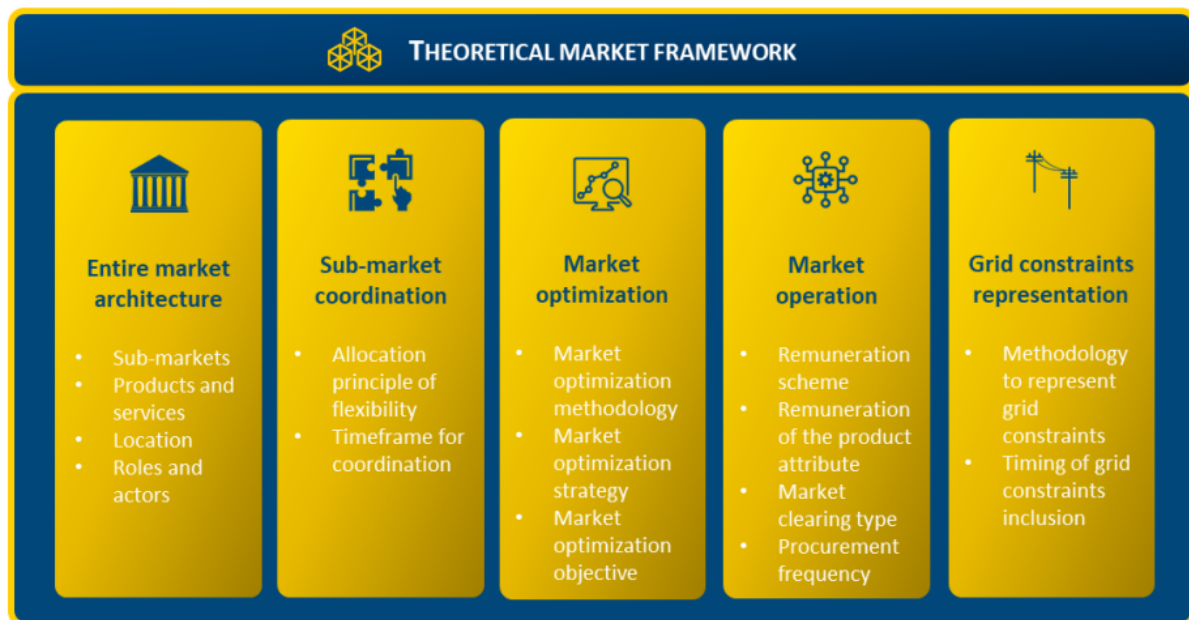 THEORETICAL MARKET FRAMEWORK
Entire market
architecture
• Sub-markets
• Products and
services
• Location
• Roles and
actors
Sub-market
coordination
• Allocation
principle of
flexibility
• Timeframe for
coordination
Market
optimization
• Market
optimization
methodology
• Market
optimization
strategy
• Market
optimization
objective
Market
operation
• Remuneration
scheme
• Remuneration
of the product
attribute
• Market
clearing type
• Procurement
frequency
Grid constraints
representation
• Methodology
to represent
grid
constraints
• Timing of grid
constraints
inclusion